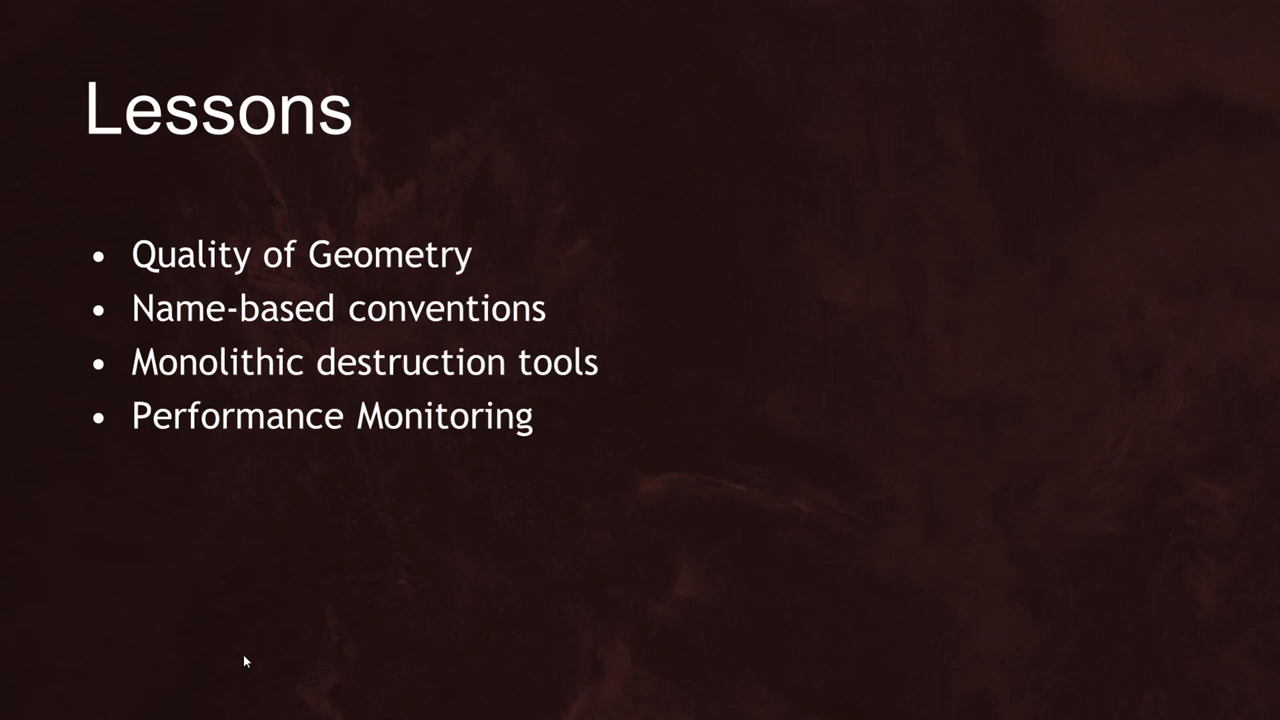 Lessons
• Quality of Geometry
• Name-based conventions
• Monolithic destruction tools
• Performance Monitoring